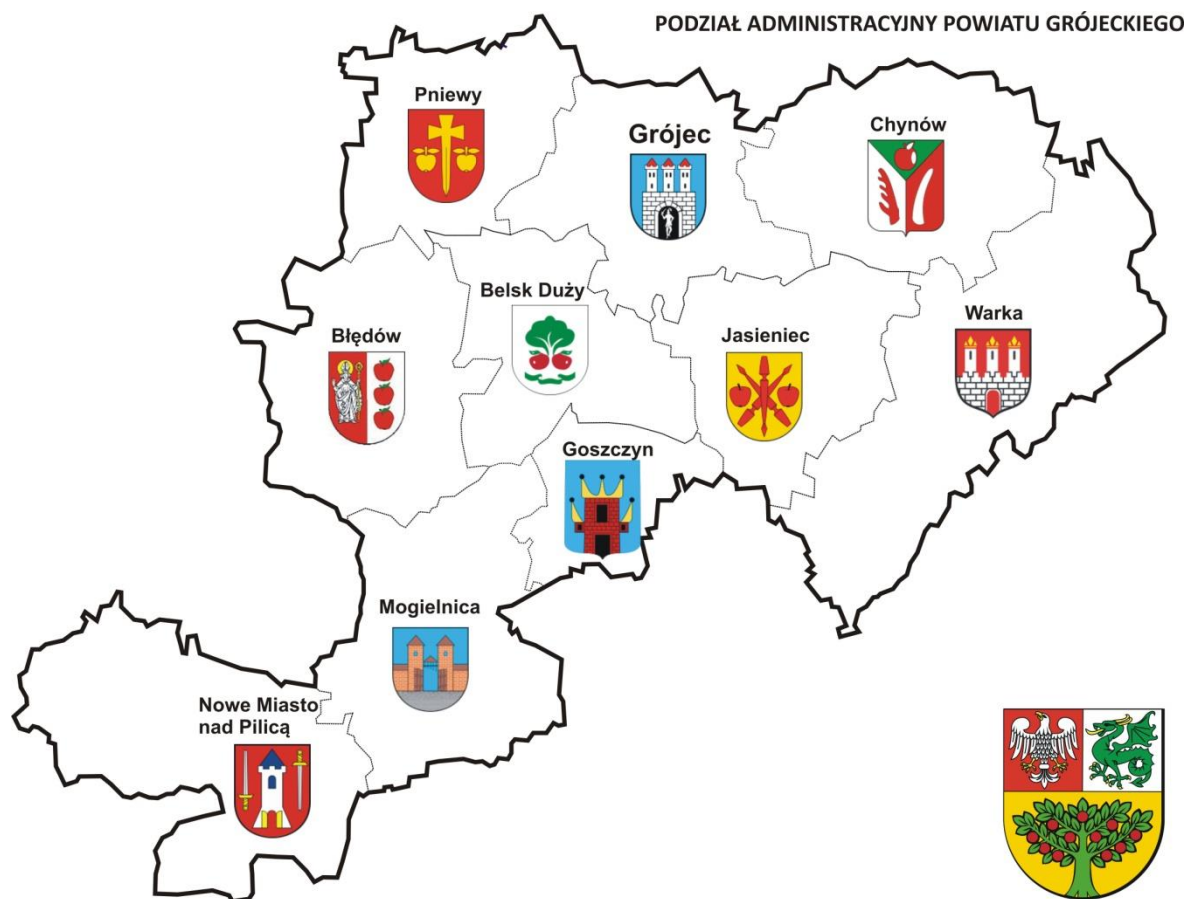 PODZIAŁ ADMINISTRACYJNY POWIATU GRÓJECKIEGO
Pniewy
Grójec
Chynów
Belsk Duży
Błędów
Jasieniec
Warka
Goszczyn
Mogielnica
Nowe Miasto
nad Pilicą